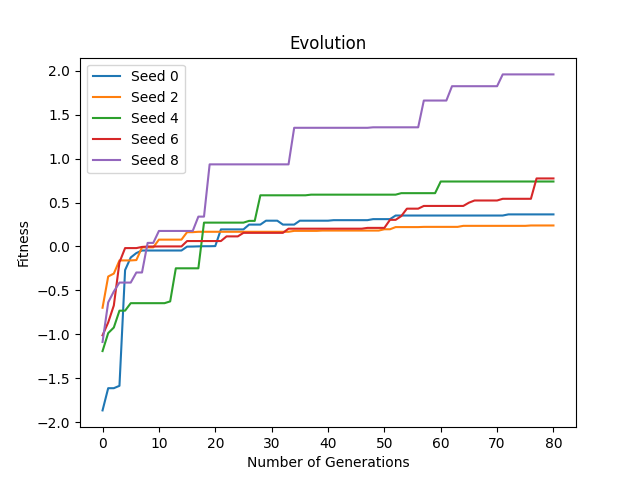 Evolution
Seed 0
Seed 2
Seed 4
Seed 6
Seed 8
2.0
1.5
1.0
0.5
0.0
−0.5
−1.0
−1.5
−2.0
Fitness
0 10 20 30 40 50 60 70 80
Number of Generations